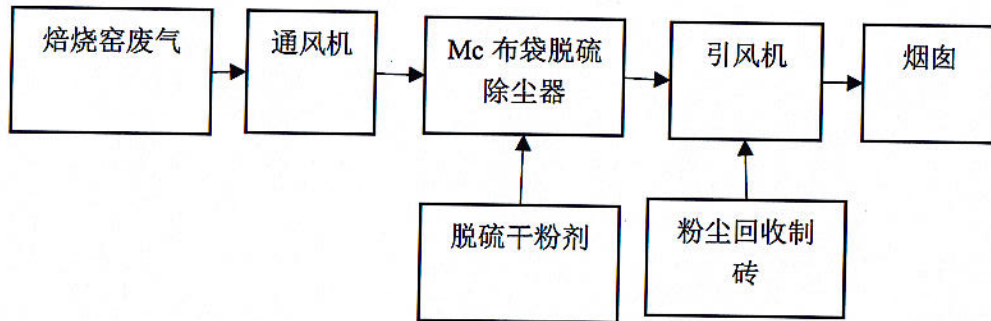 焙烧窑废气
通风机
Mc 布袋脱硫
除尘器
引风机
烟囱
脱硫干粉剂
粉尘回收制
砖